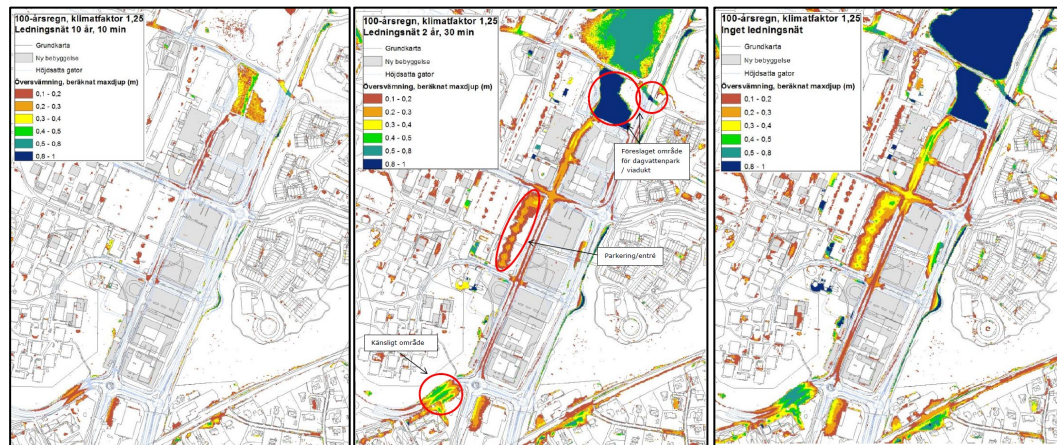 100-årsregn, klimatfaktor 1,25
Ledningsnät 10 år, 10 min
Grundkarta
Ny bebyggelse
Höjdsatta gator
Översvämning, beräknat maxdjup (m)
0,1 - 0,2
0,2 - 0,3
0,3 - 0,4
0,4 - 0,5
0,5 - 0,8
0,8 - 1
100-årsregn, klimatfaktor 1,25
Ledningsnät 2 år, 30 min
Grundkarta
Ny bebyggelse
Höjdsatta gator
Översvämning, beräknat maxdjup (m)
0,1 - 0,2
0,2 - 0,3
0,3 - 0,4
0,4 - 0,5
0,5 - 0,8
0,8 - 1
Föreslaget område
för dagvattenpark
/ viadukt
Parkering/entré
Känsligt område
100-årsregn, klimatfaktor 1,25
Inget ledningsnät
Grundkarta
Ny bebyggelse
Höjdsatta gator
Översvämning, beräknat maxdjup (m)
0,1 - 0,2
0,2 - 0,3
0,3 - 0,4
0,4 - 0,5
0,5 - 0,8
0,8 - 1